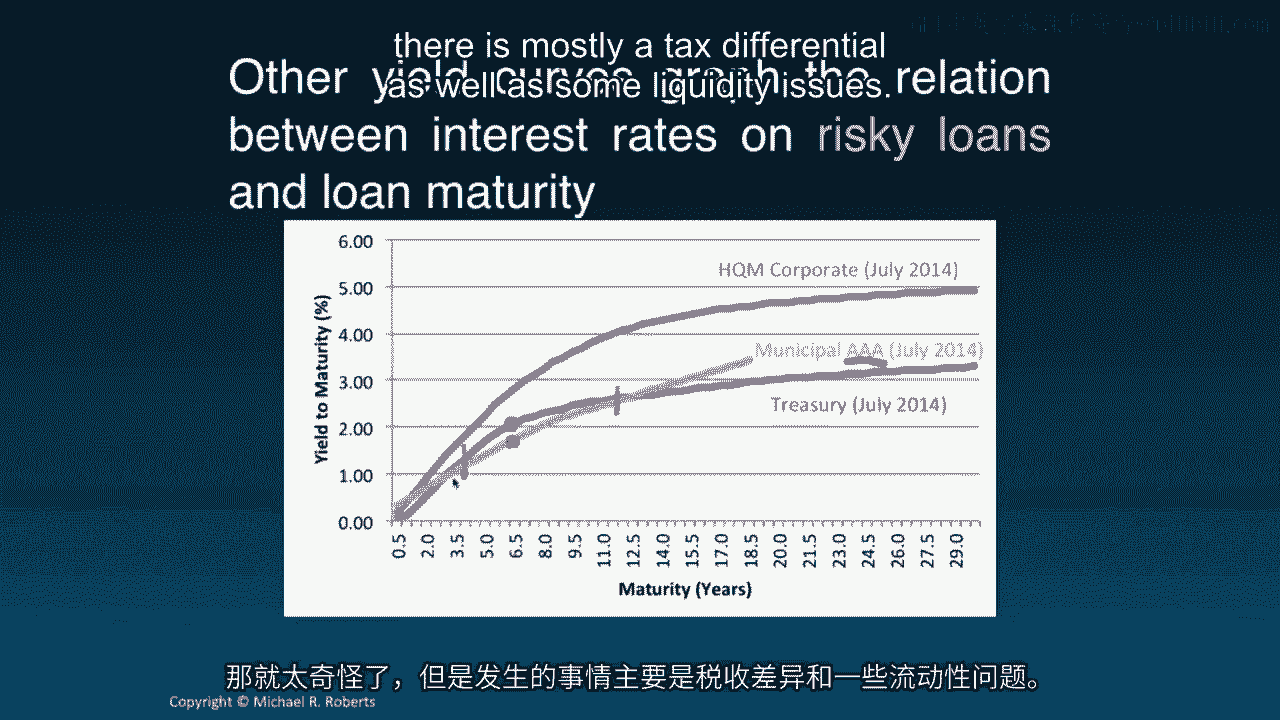 there is mostly a tax differential
as well as some liquidity issues.
Other yield curves graph the relation
between interest rates on risky loans
and loan maturity
HQM Corporate (July 2014)
Municipal AAA (July 2014)
Treasury (July 2014)
Yield to Maturity (%)
6.00
5.00
4.00
3.00
2.00
1.00
0.00
0.5 2.0 3.5 5.0 6.5 8.0 9.5 11.0 12.5 14.0 15.5 17.0 18.5 20.0 21.5 23.0 24.5 26.0 27.5 29.0
Maturity (Years)
那就太奇怪了，但是发生的事情主要是税收差异和一些流动性问题。
Copyright © Michael R. Roberts